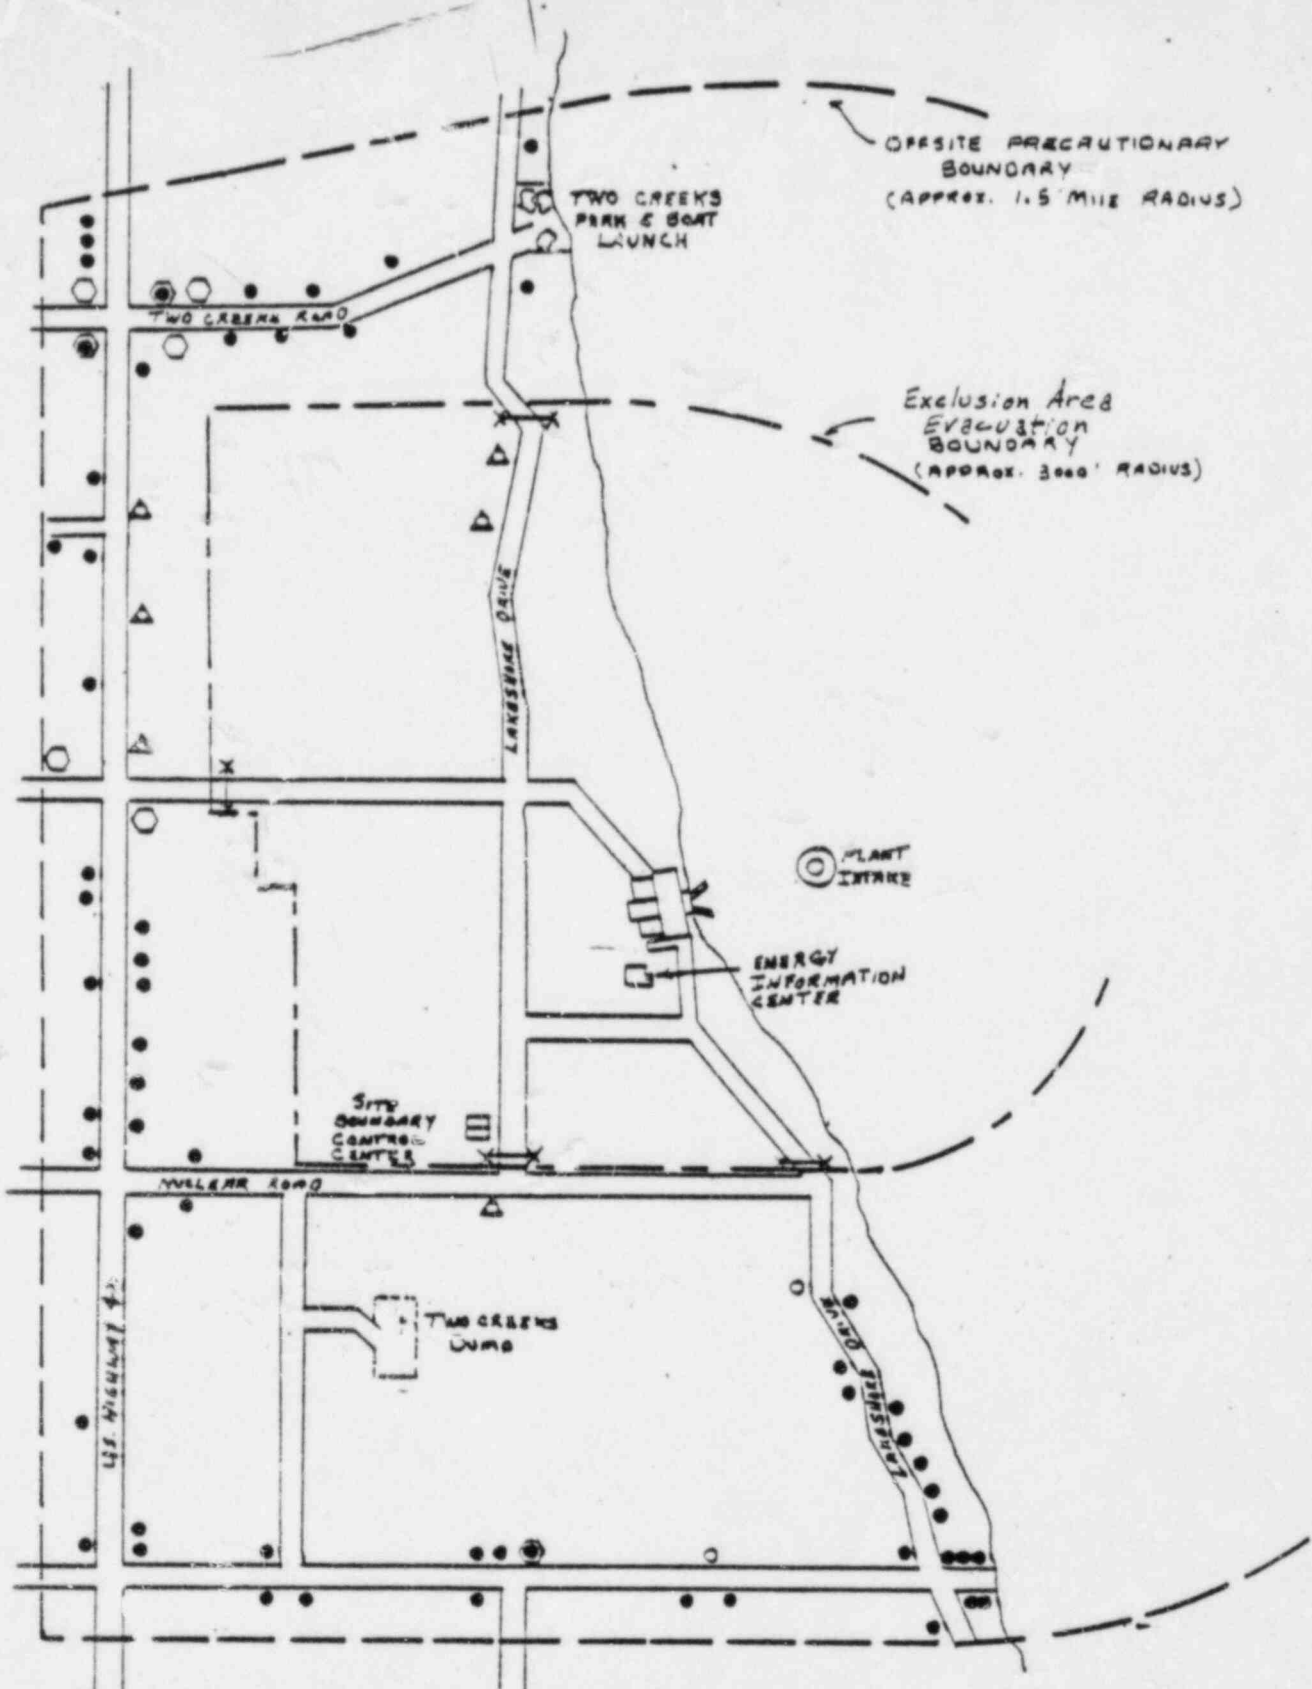 OFFSITE PRECAUTIONARY
BOUNDARY
(APPROX. 1.5 MILE RADIUS)
TWO CREEKS
PARK & BOAT
LAUNCH
TWO CREEKS ROAD
Exclusion Area
Evacuation
BOUNDARY
(APPROX. 3000' RADIUS)
LAKESHORE DRIVE
PLANT
INTAKE
ENERGY
INFORMATION
CENTER
SITE
BOUNDARY
CONTROL
CENTER
NUCLEAR ROAD
U.S. HIGHWAY
TWO CREEKS
DUMP
LAKESHORE DRIVE